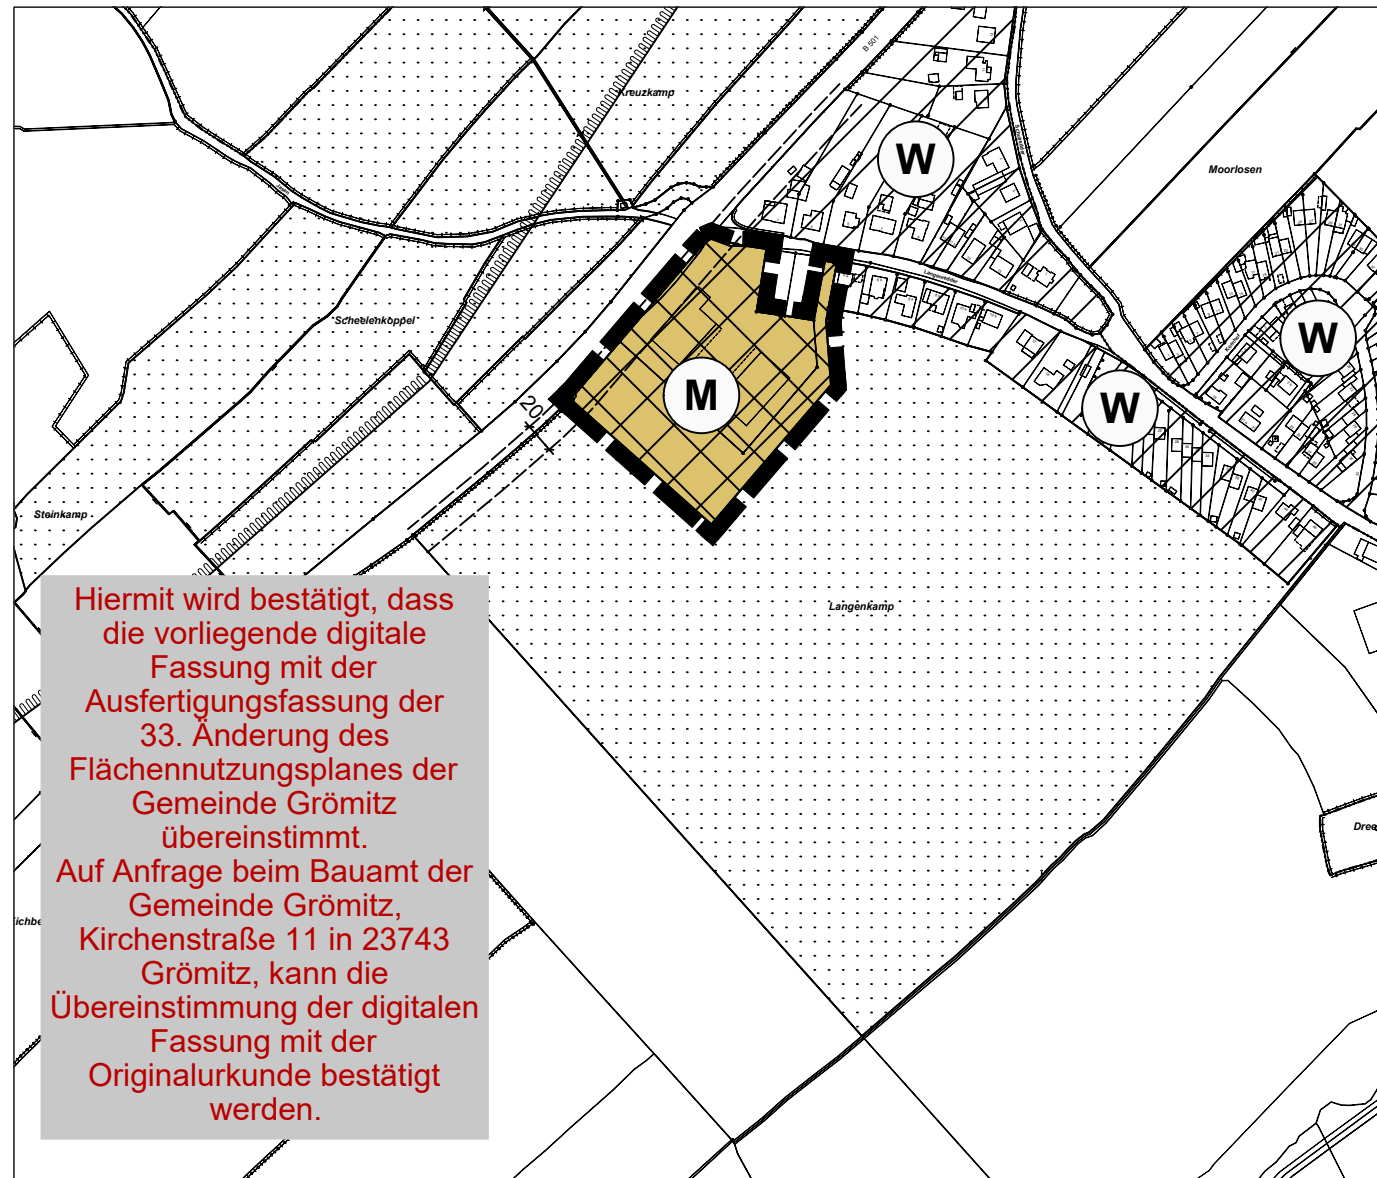 B 501
Kreuzkamp
W
Moorlosen
Scheelenkoppel
W
M
W
20
Steinkamp
Langenkamp
Hiermit wird bestätigt, dass
die vorliegende digitale
Fassung mit der
Ausfertigungsfassung der
33. Änderung des
Flächennutzungsplanes der
Gemeinde Grömitz
übereinstimmt.
Auf Anfrage beim Bauamt der
Gemeinde Grömitz,
Kirchenstraße 11 in 23743
Grömitz, kann die
Übereinstimmung der digitalen
Fassung mit der
Originalurkunde bestätigt
werden.